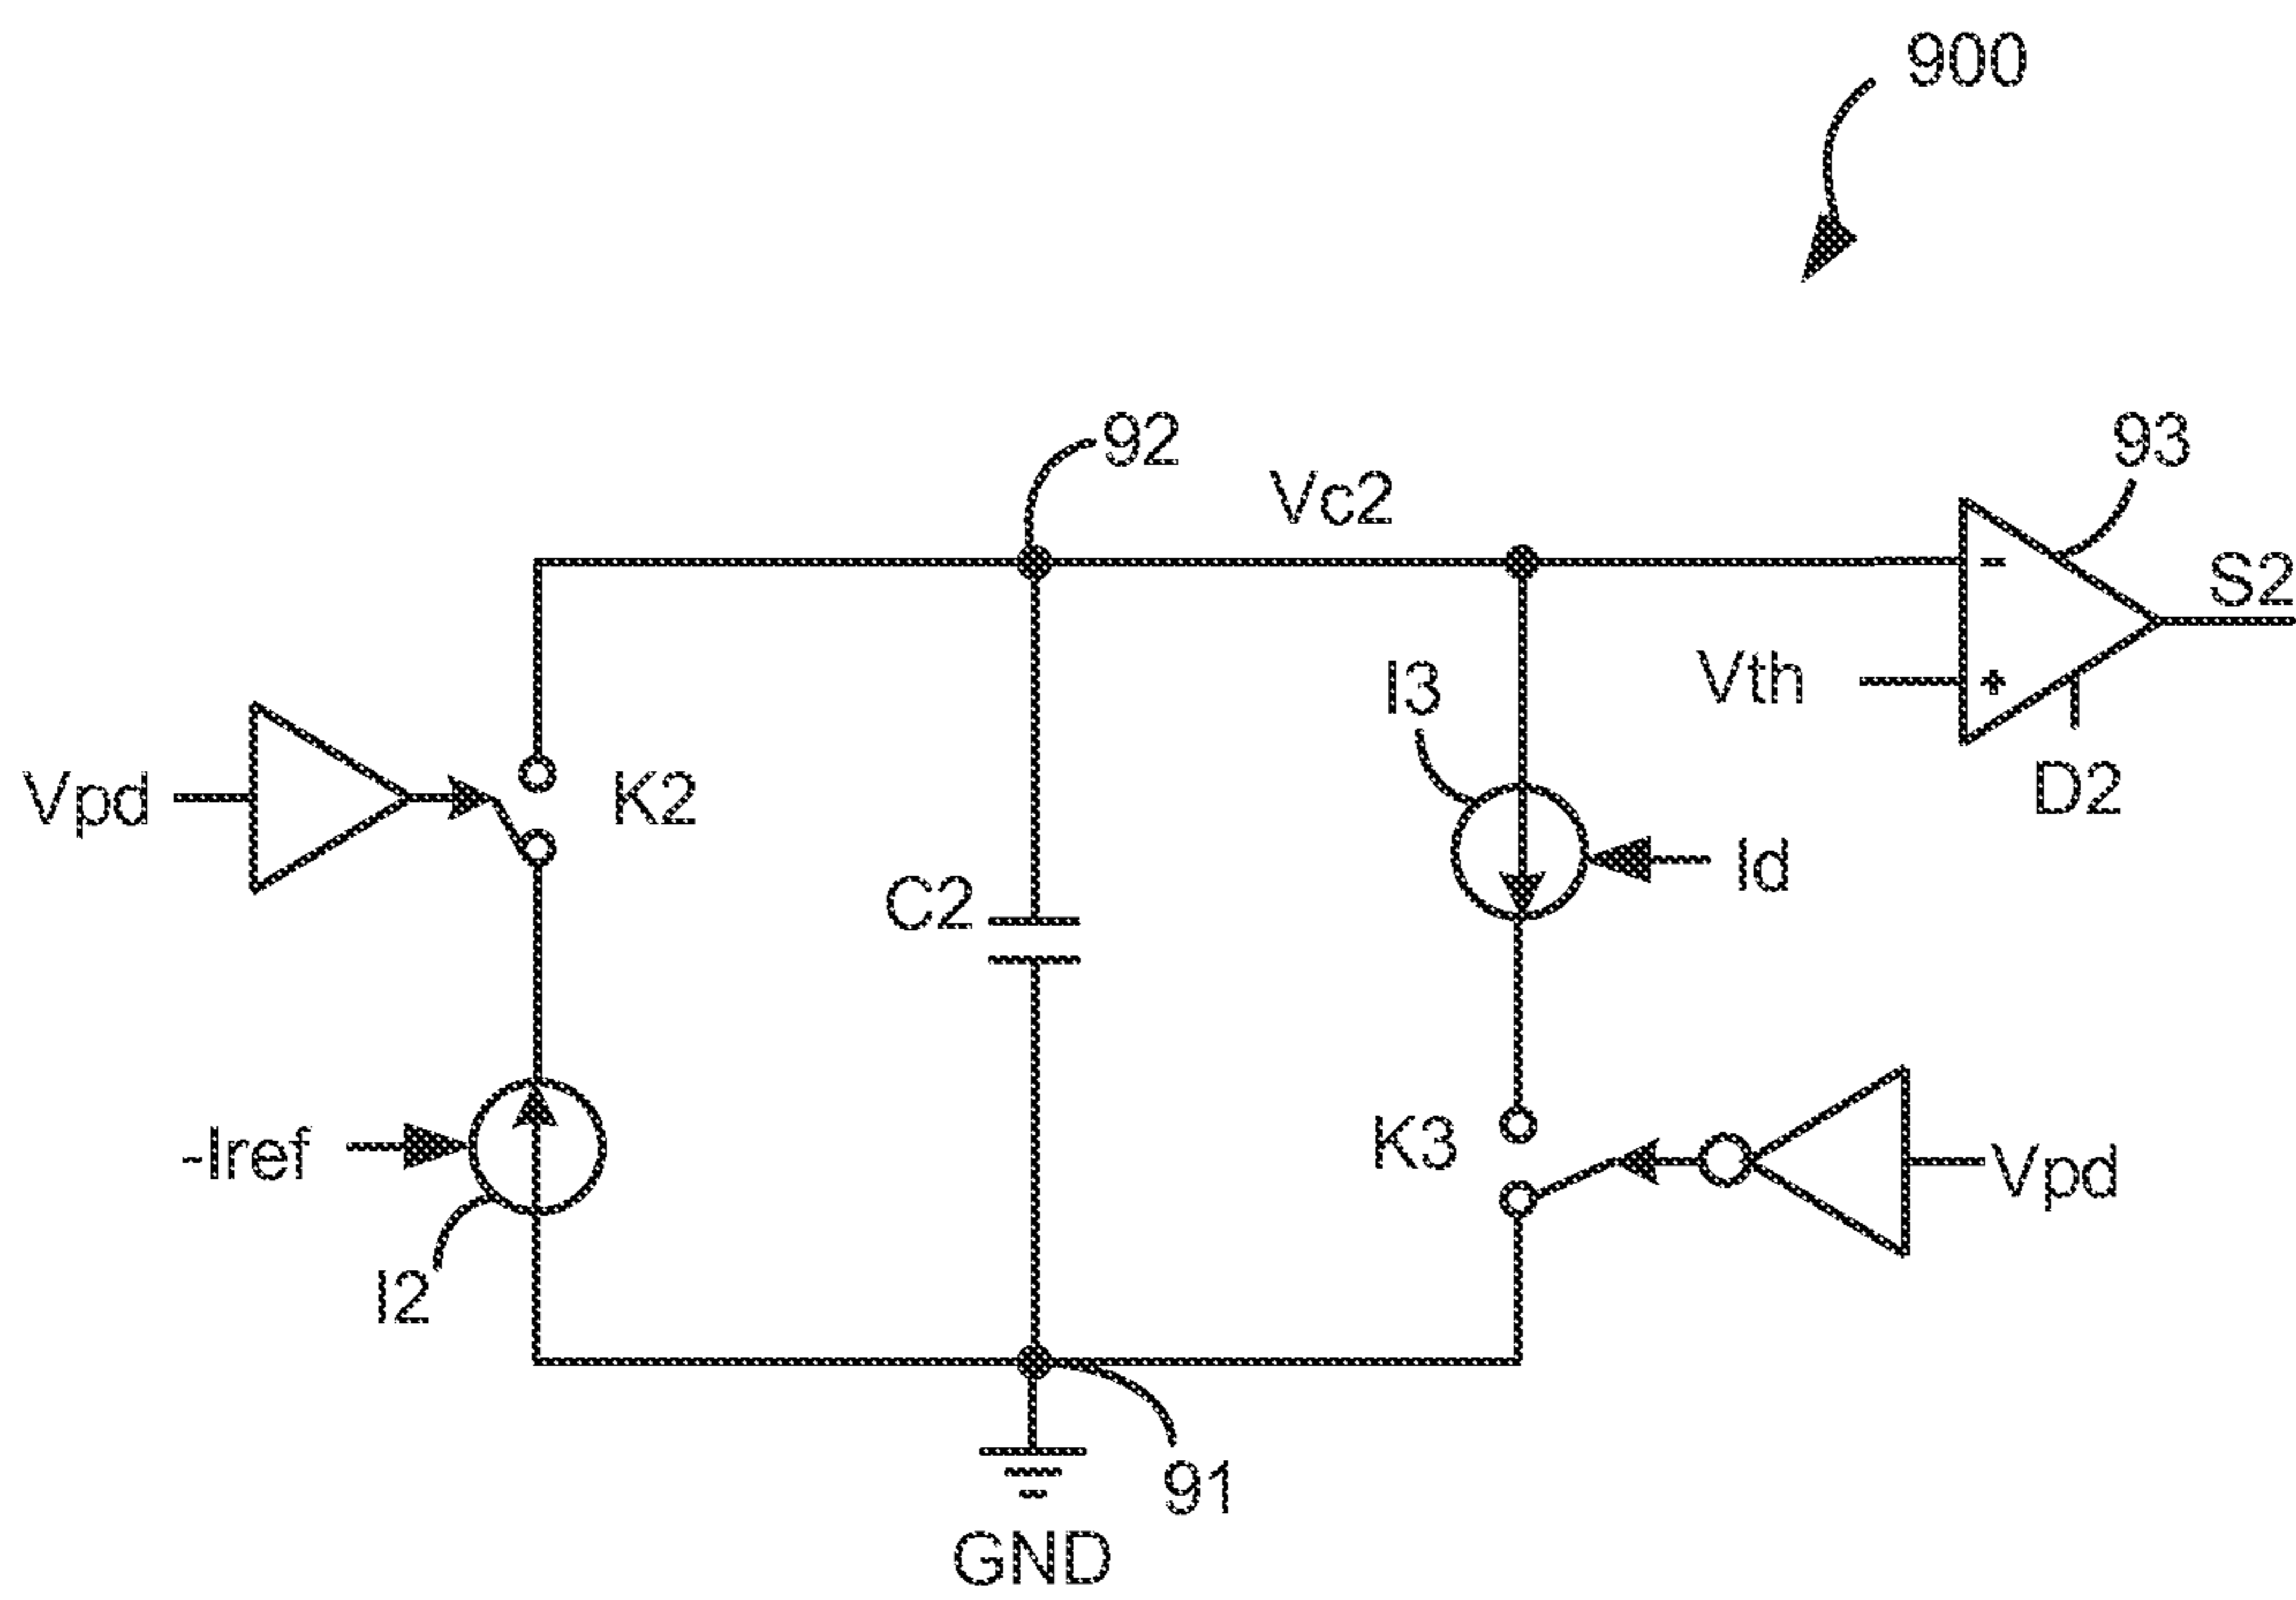 900
92
93
Vc2
S2
I3
Vth
+
-
Vpd
K2
D2
Id
C2
K3
-Iref
Vpd
I2
91
GND